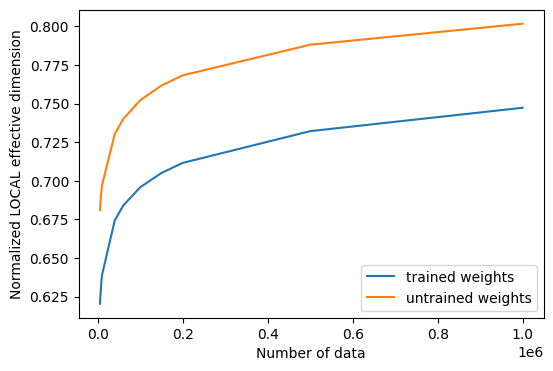 0.800
0.775
0.750
0.725
0.700
0.675
0.650
0.625
Normalized LOCAL effective dimension
trained weights
untrained weights
0.0
0.2
0.4
0.6
0.8
1.0
1e6
Number of data